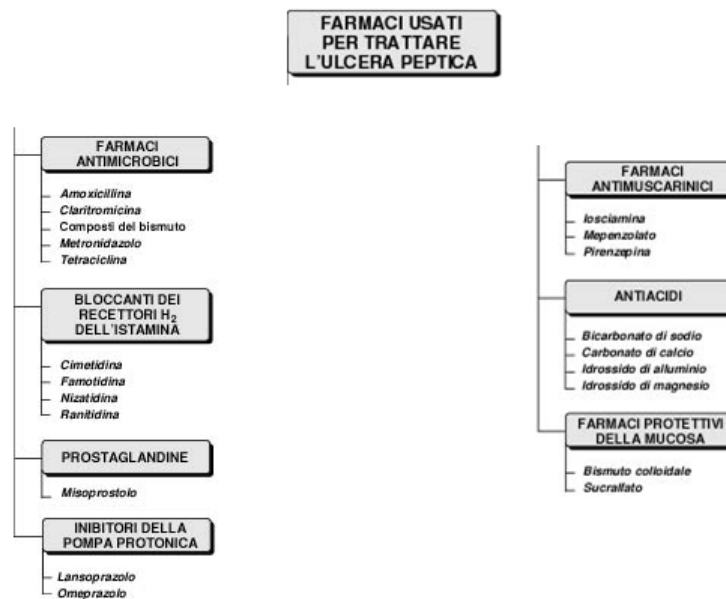 FARMACI USATI
PER TRATTARE
L'ULCERA PEPTICA
FARMACI
ANTIMICROBICI
Amoxicillina
Claritromicina
Composti del bismuto
Metronidazolo
Tetraciclina
BLOCCANTI DEI
RECETTORI H2
DELL'ISTAMINA
Cimetidina
Famotidina
Nizatidina
Ranitidina
PROSTAGLANDINE
Misoprostolo
INIBITORI DELLA
POMPA PROTONICA
Lansoprazolo
Omeprazolo
FARMACI
ANTIMUSCARINICI
Iosciamina
Mepenzolato
Pirenzepina
ANTIACIDI
Bicarbonato di sodio
Carbonato di calcio
Idrossido di alluminio
Idrossido di magnesio
FARMACI PROTETTIVI
DELLA MUCOSA
Bismuto colloidale
Sucralfato